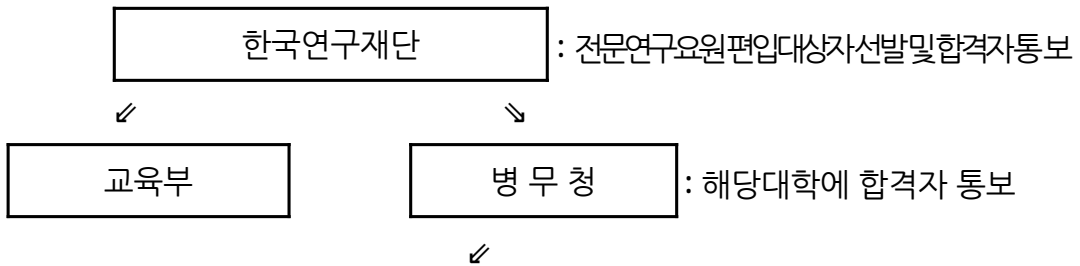 한국연구재단 : 전문연구요원 편입대상자 선발 및 합격자 통보
⇙ ⇘
교육부 병 무 청 : 해당대학에 합격자 통보
⇙